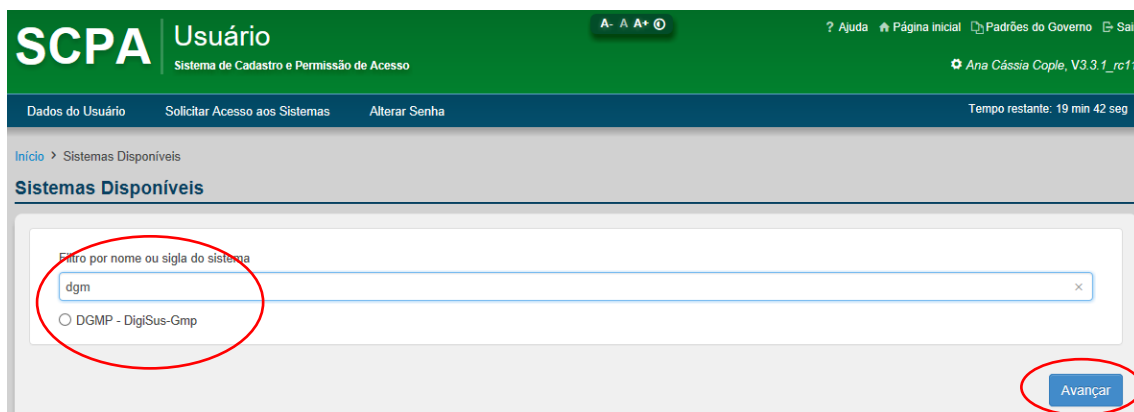 SCPA
Usuário
Sistema de Cadastro e Permissão de Acesso
A- A A+
? Ajuda Página inicial Padrões do Governo Sai
Ana Cássia Cople, V3.3.1_rc11
Dados do Usuário Solicitar Acesso aos Sistemas Alterar Senha
Tempo restante: 19 min 42 seg
Início > Sistemas Disponíveis
Sistemas Disponíveis
Filtro por nome ou sigla do sistema
dgm ×
DGMP - DigiSus-Gmp
Avançar